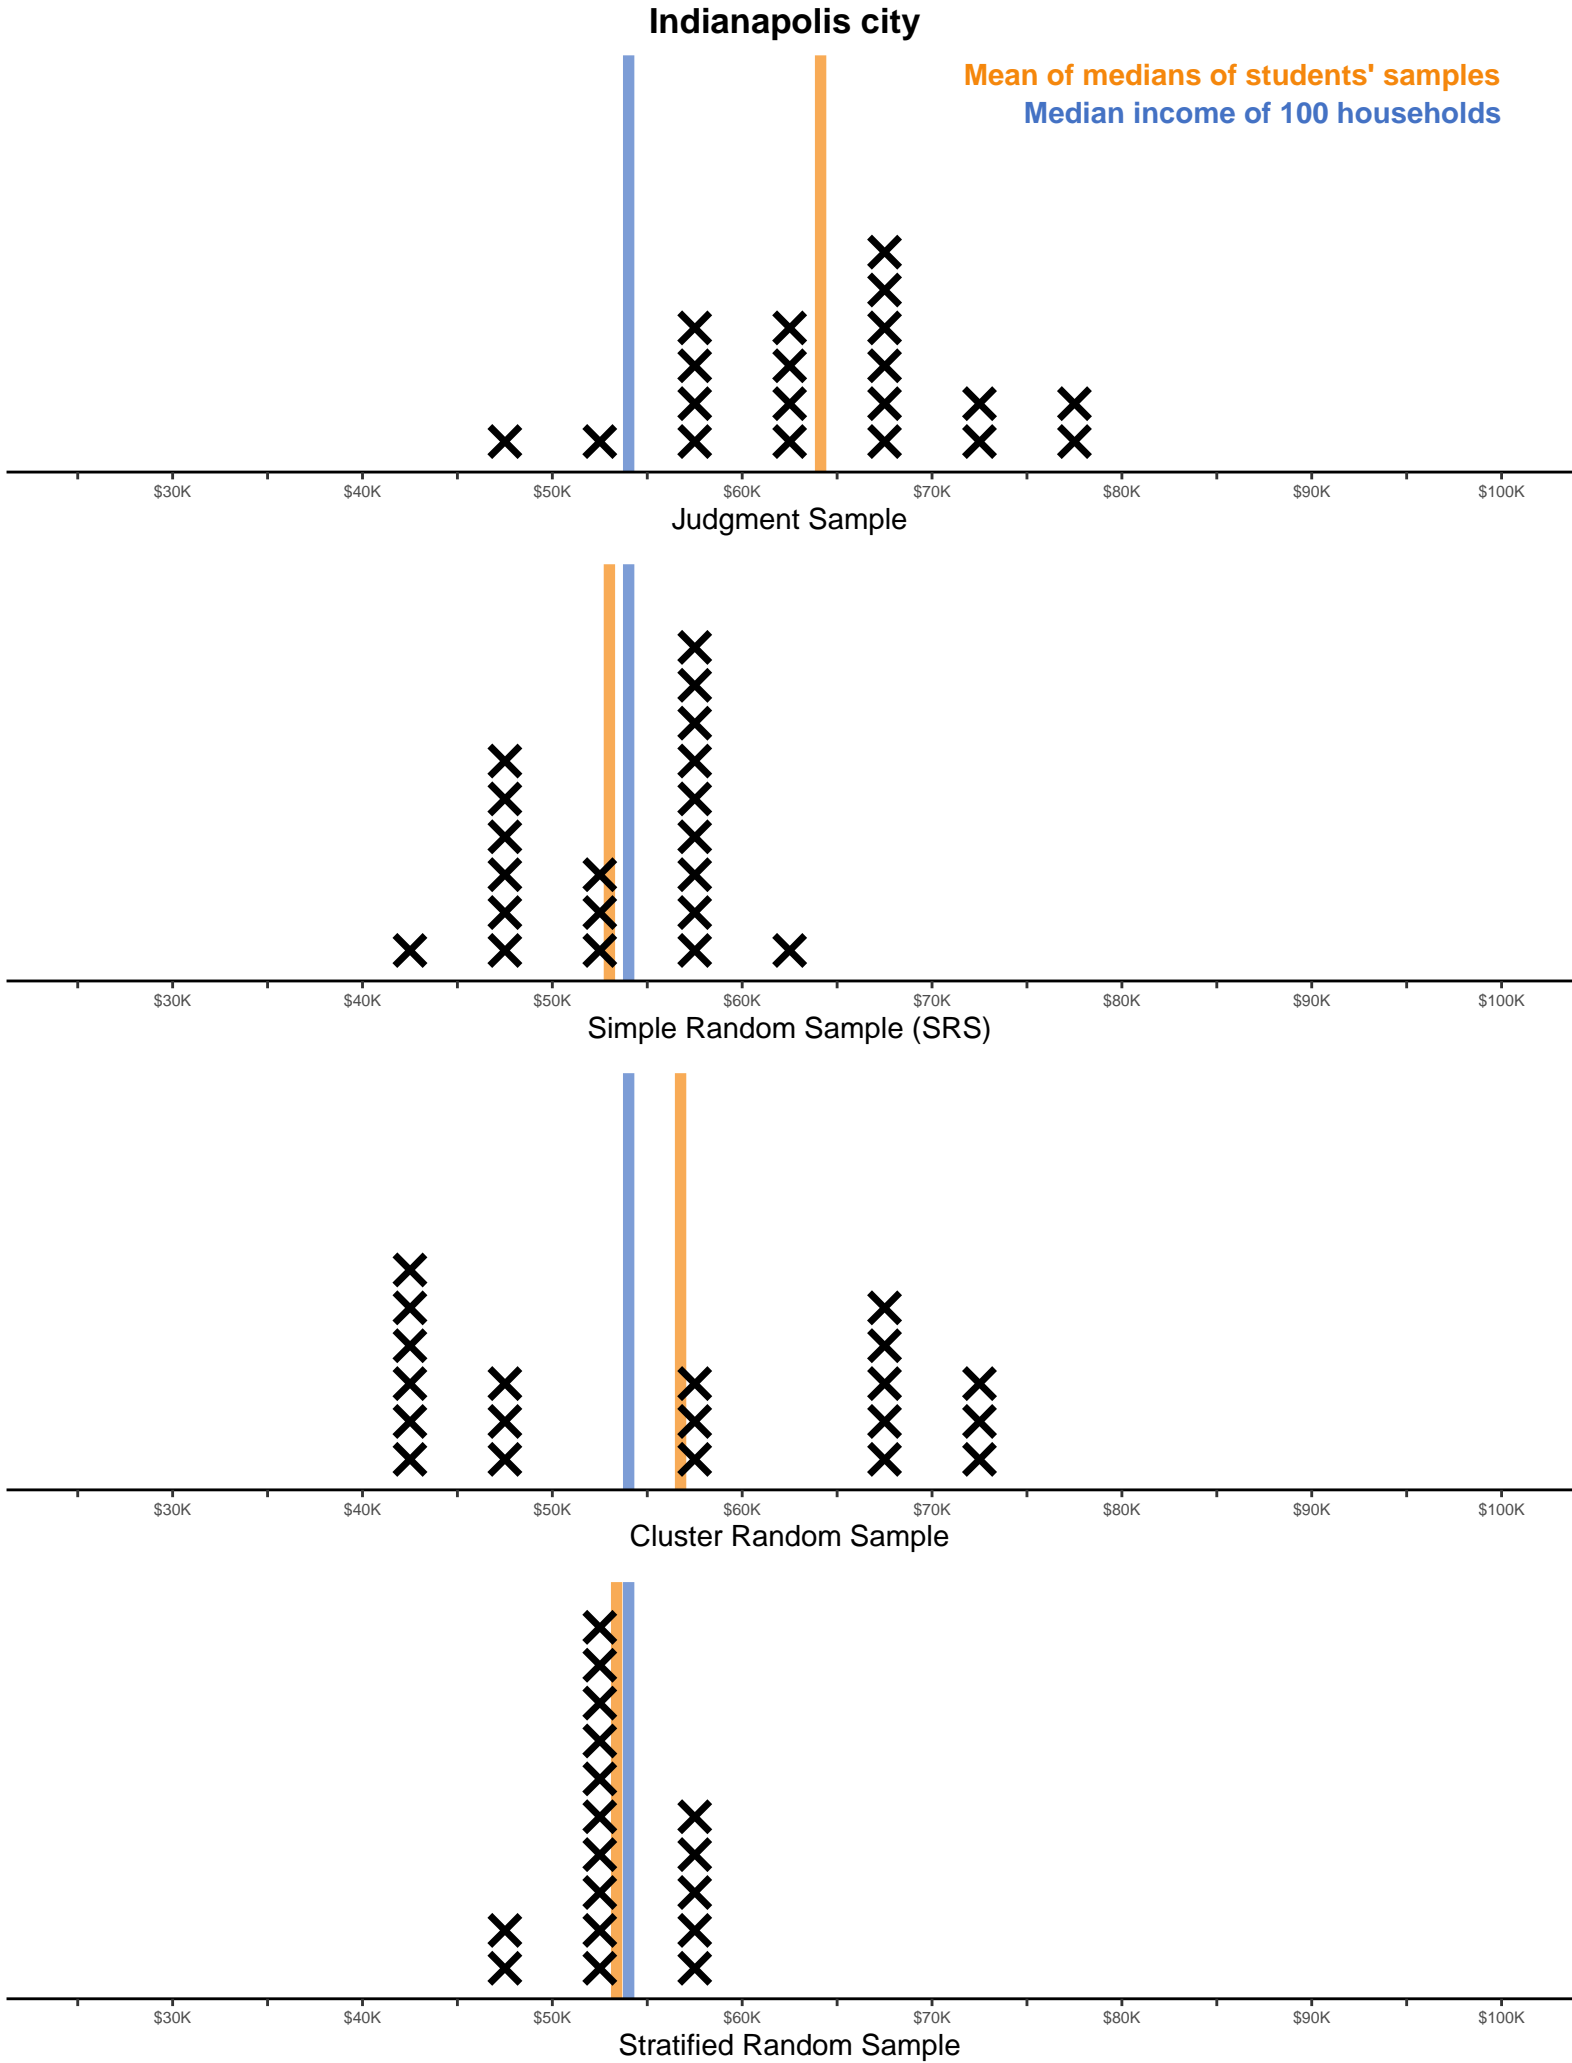 Indianapolis city
Mean of medians of students' samples
Median income of 100 households
$30K $40K $50K $60K $70K $80K $90K $100K
Judgment Sample
$30K $40K $50K $60K $70K $80K $90K $100K
Simple Random Sample (SRS)
$30K $40K $50K $60K $70K $80K $90K $100K
Cluster Random Sample
$30K $40K $50K $60K $70K $80K $90K $100K
Stratified Random Sample